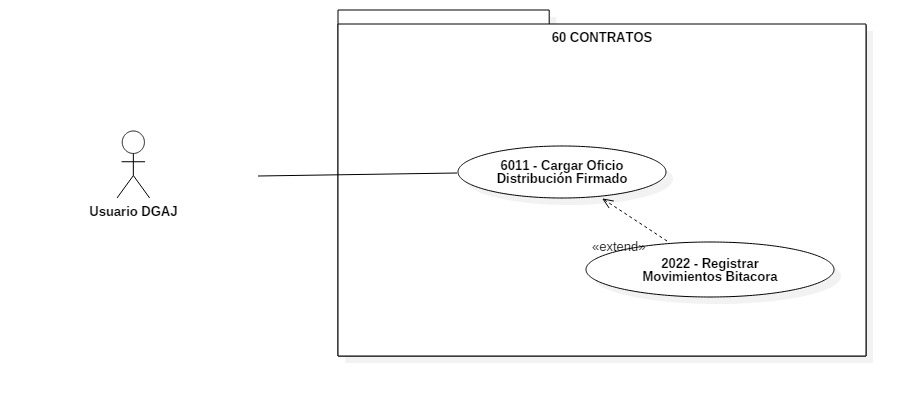 60 CONTRATOS
6011 - Cargar Oficio
Distribución Firmado
Usuario DGAJ
«extend»
2022 - Registrar
Movimientos Bitacora